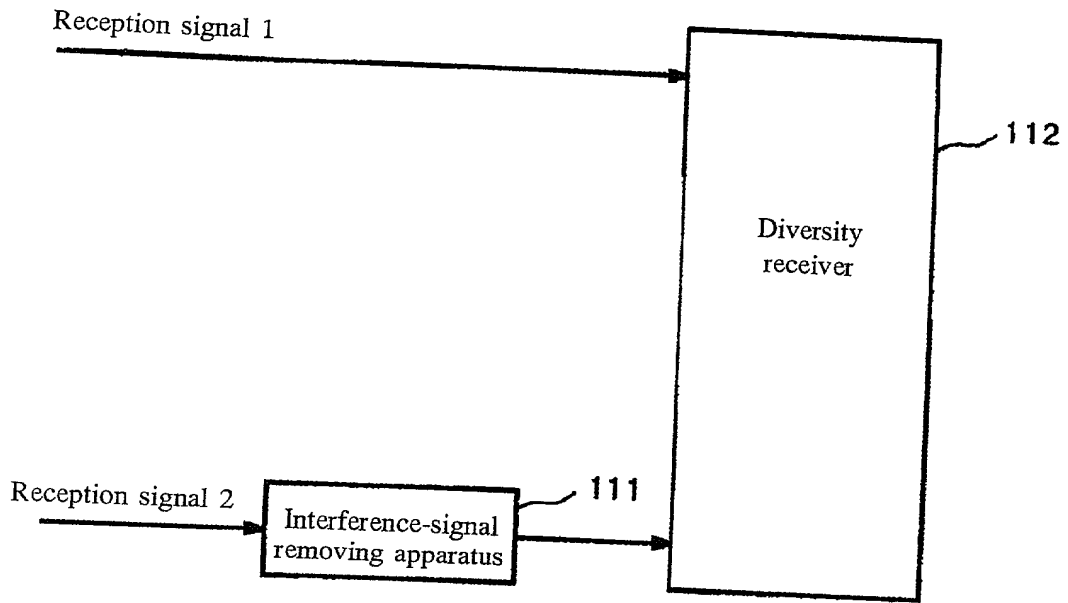 Reception signal 1
112
Diversity
receiver
Reception signal 2
111
Interference-signal
removing apparatus